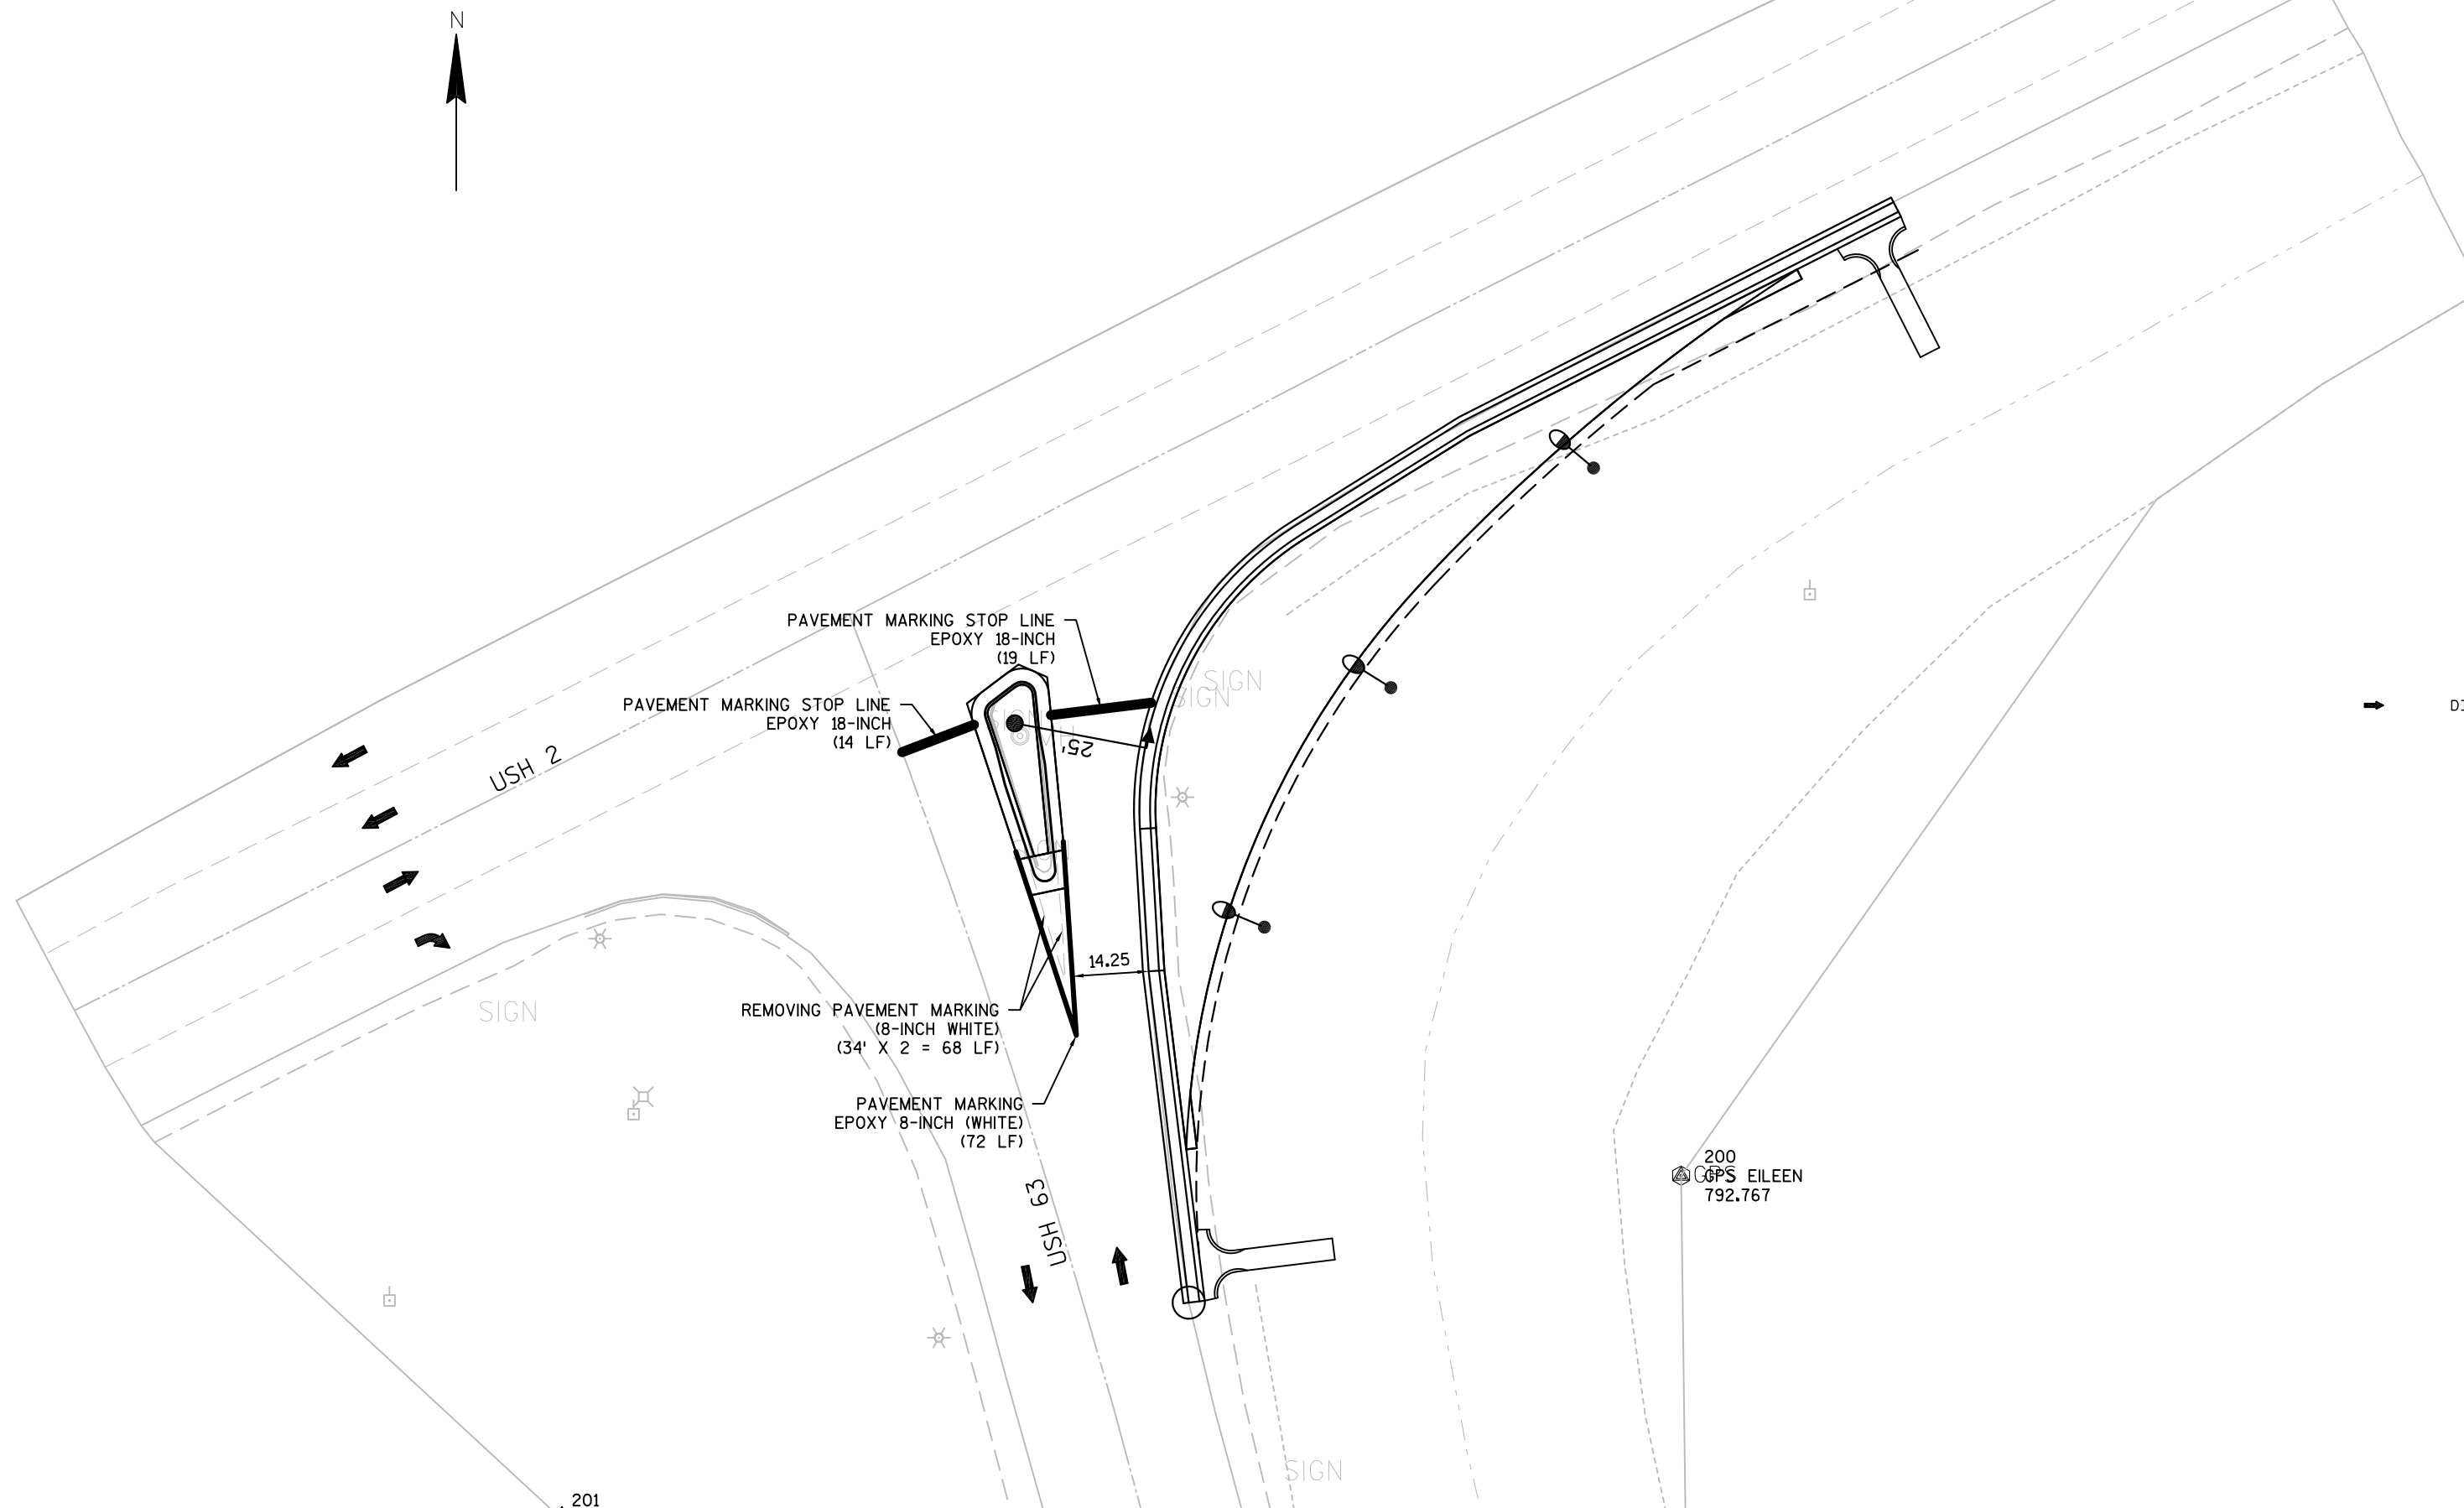 N
PAVEMENT MARKING STOP LINE
EPOXY 18-INCH
(19 LF)
SIGN
SIGN
PAVEMENT MARKING STOP LINE
EPOXY 18-INCH
(14 LF)
25'
USH 2
SIGN
14.25
REMOVING PAVEMENT MARKING
(8-INCH WHITE)
(34' X 2 = 68 LF)
PAVEMENT MARKING
EPOXY 8-INCH (WHITE)
(72 LF)
USH 63
200
GPS
GPS EILEEN
792.767
SIGN
201